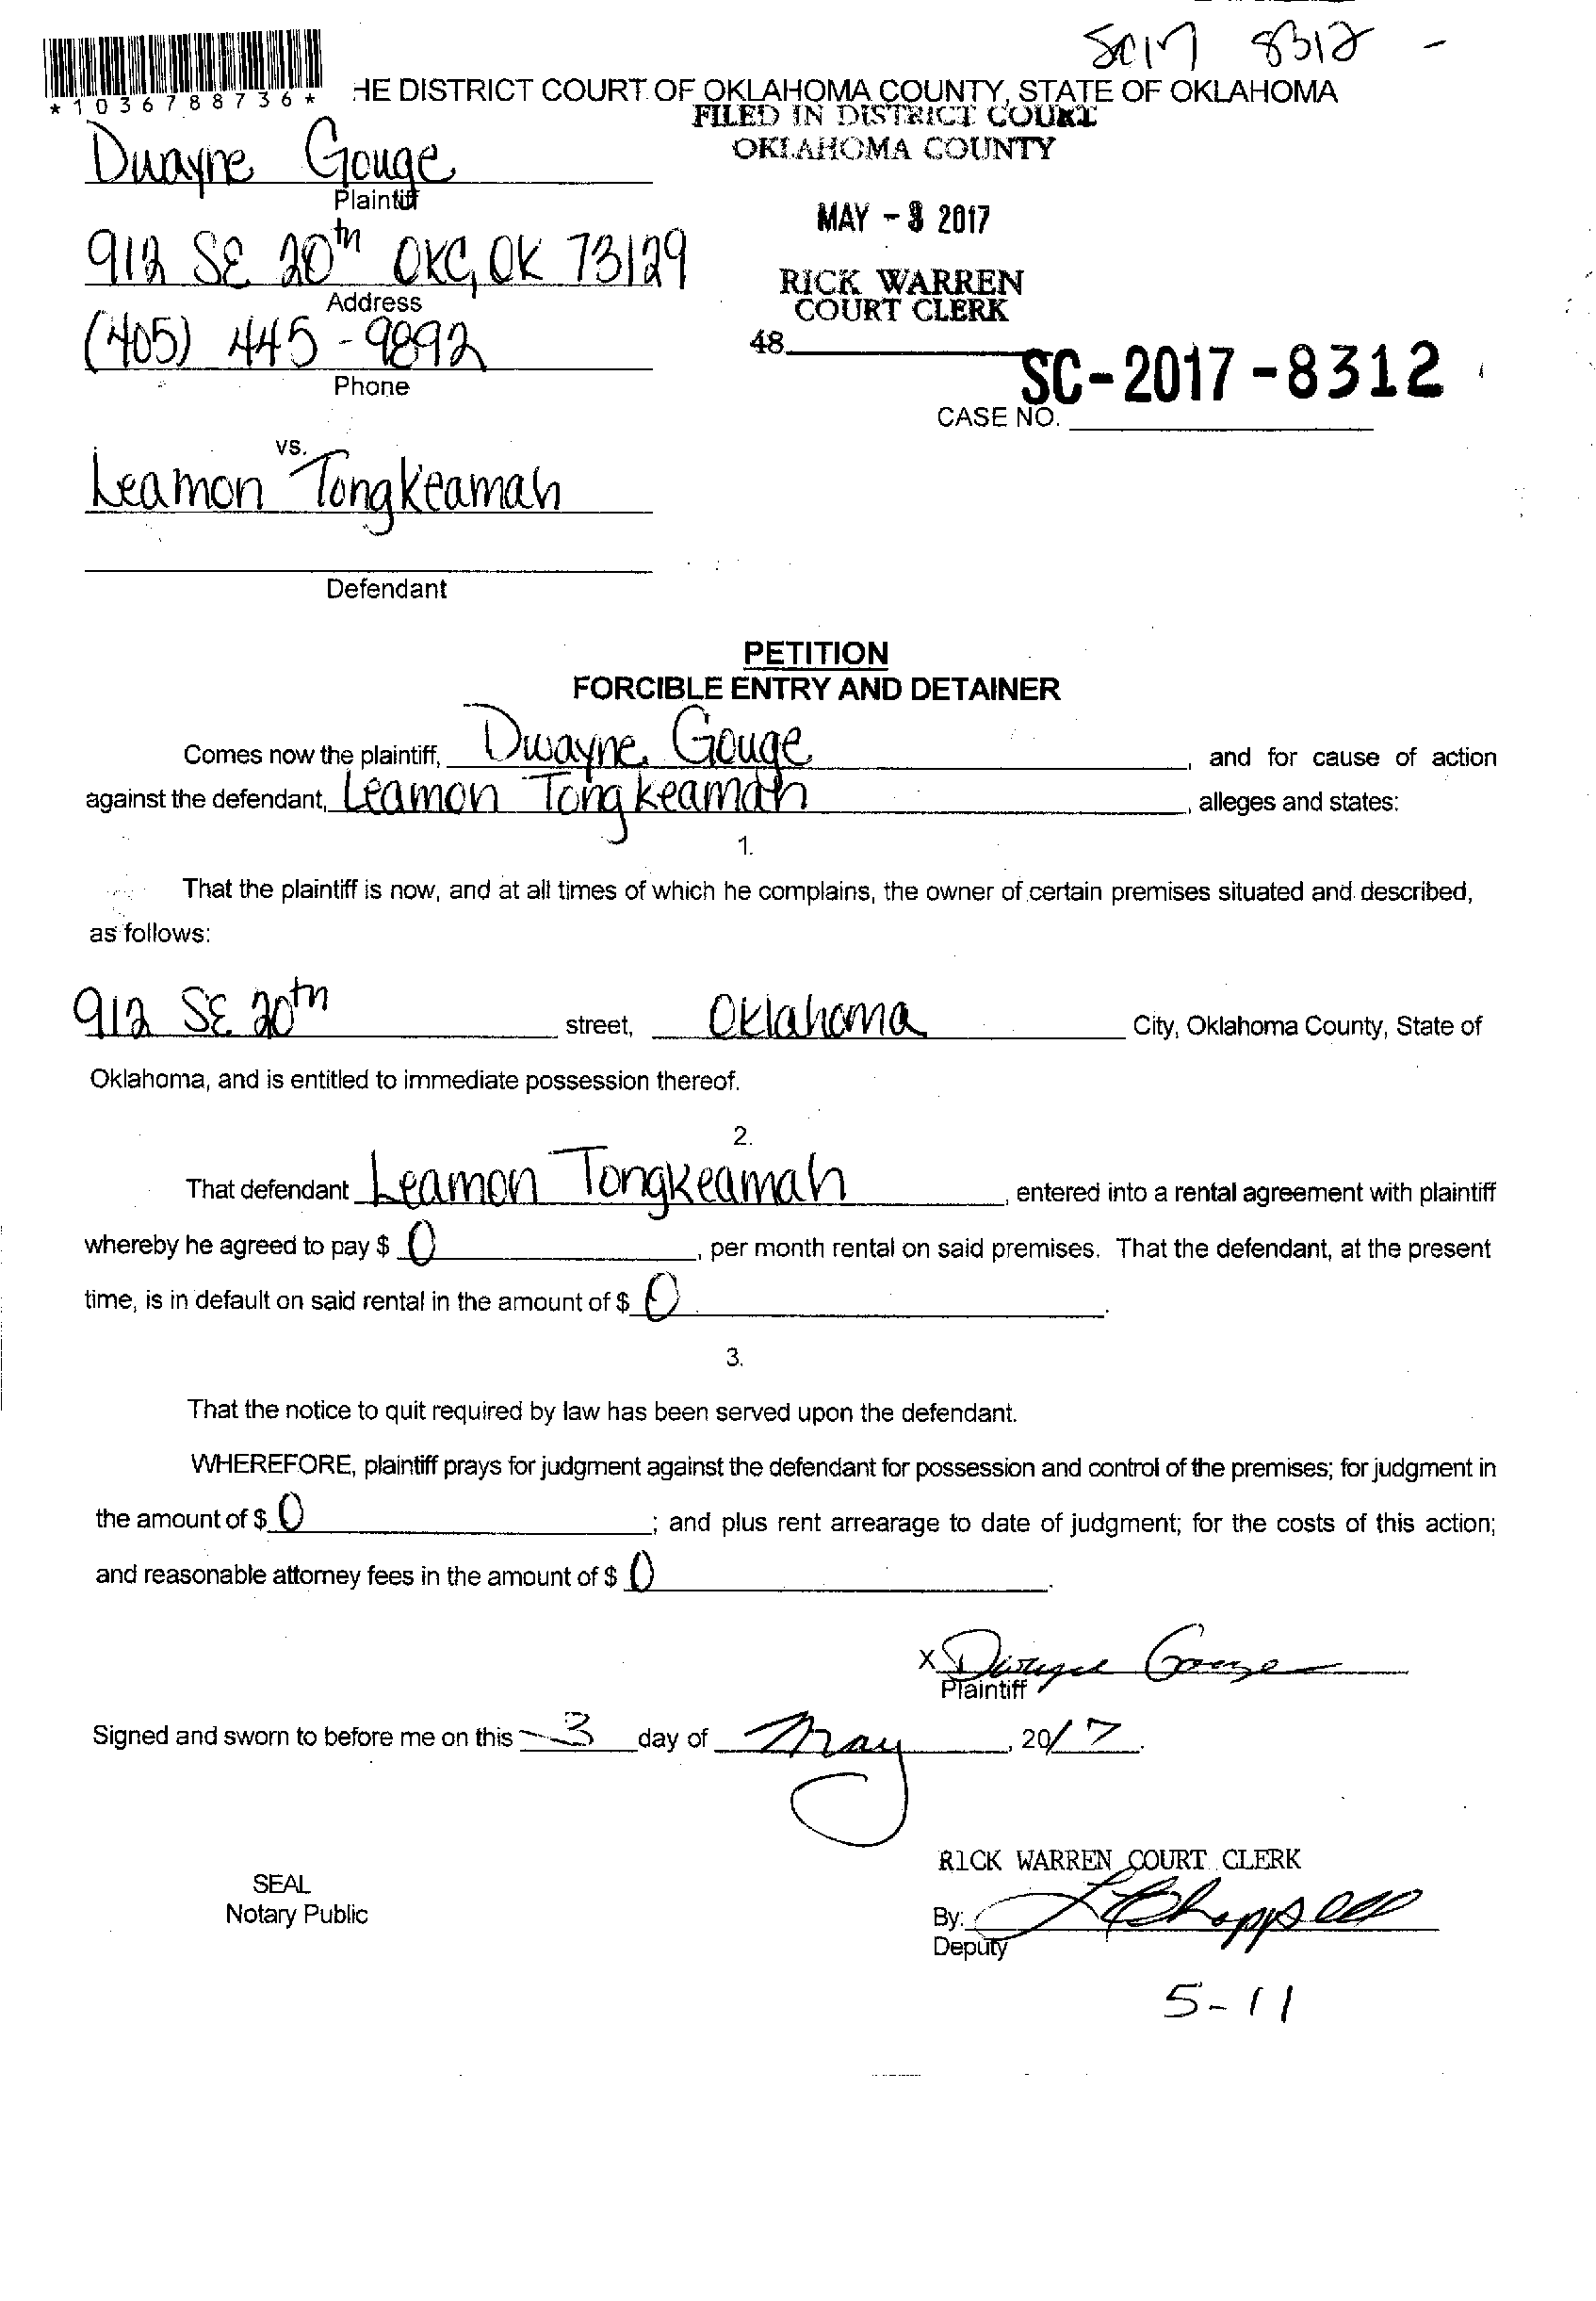 SC17 8312 -
*1036788736*
HE DISTRICT COURT OF OKLAHOMA COUNTY, STATE OF OKLAHOMA
FILED IN DISTRICT COURT
OKLAHOMA COUNTY
Dwayne Gouge
Plaintiff
MAY - 3 2017
912 SE 20th OKC, OK 73129
Address
RICK WARREN
COURT CLERK
(405) 445-9892
Phone
48
SC-2017-8312
CASE NO.
vs.
Leamon Tongkeamah
Defendant
PETITION
FORCIBLE ENTRY AND DETAINER
Comes now the plaintiff, Dwayne Gouge, and for cause of action
against the defendant, Leamon Tongkeamah, alleges and states:
1.
That the plaintiff is now, and at all times of which he complains, the owner of certain premises situated and described,
as follows:
912 SE 20th street, Oklahoma City, Oklahoma County, State of
Oklahoma, and is entitled to immediate possession thereof.
2.
That defendant Leamon Tongkeamah, entered into a rental agreement with plaintiff
whereby he agreed to pay $ 0, per month rental on said premises. That the defendant, at the present
time, is in default on said rental in the amount of $ 0.
3.
That the notice to quit required by law has been served upon the defendant.
WHEREFORE, plaintiff prays for judgment against the defendant for possession and control of the premises; for judgment in
the amount of $ 0; and plus rent arrearage to date of judgment; for the costs of this action;
and reasonable attorney fees in the amount of $ 0.
X Dwayne Gouge
Plaintiff
Signed and sworn to before me on this 3 day of May, 2017.
RICK WARREN COURT CLERK
SEAL
Notary Public
By: L Chappell
Deputy
5-11